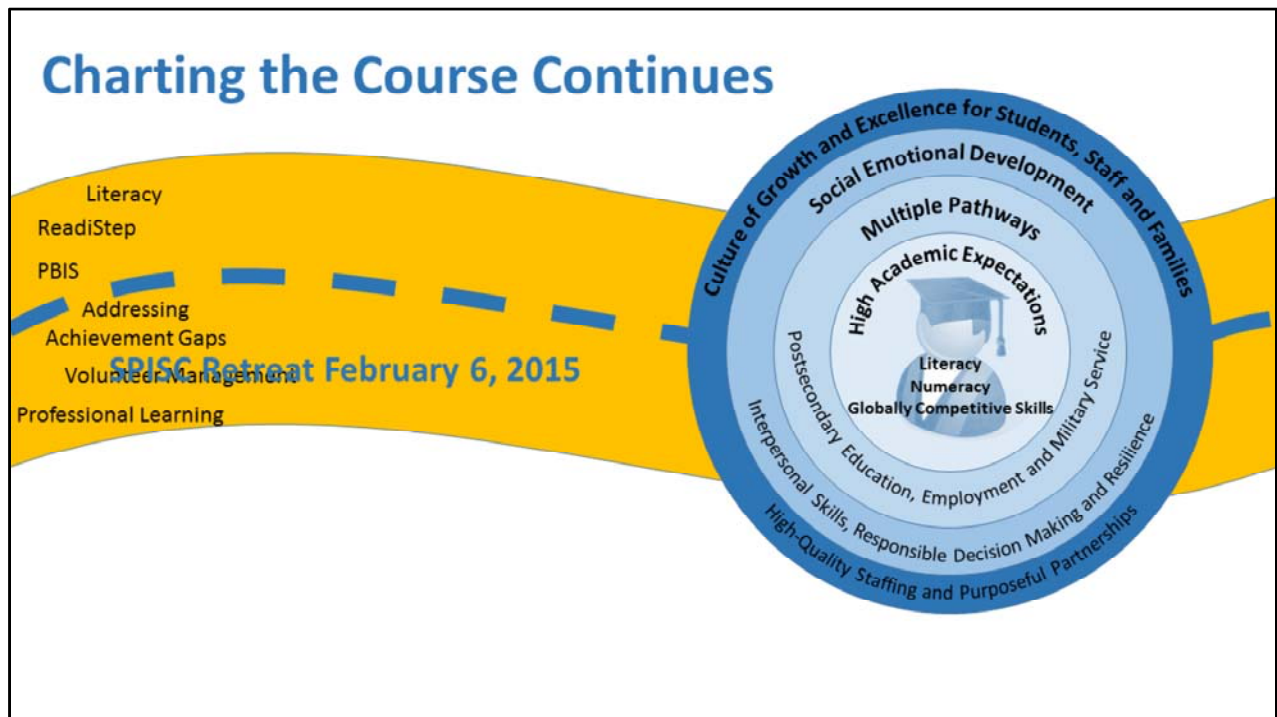 Charting the Course Continues
Literacy
ReadiStep
PBIS
Addressing
Achievement Gaps
Volunteer Management
SPISC Retreat February 6, 2015
Professional Learning
Culture of Growth and Excellence for Students, Staff and Families
Social Emotional Development
Multiple Pathways
High Academic Expectations
Literacy
Numeracy
Globally Competitive Skills
Postsecondary Education, Employment and Military Service
Interpersonal Skills, Responsible Decision Making and Resilience
High-Quality Staffing and Purposeful Partnerships